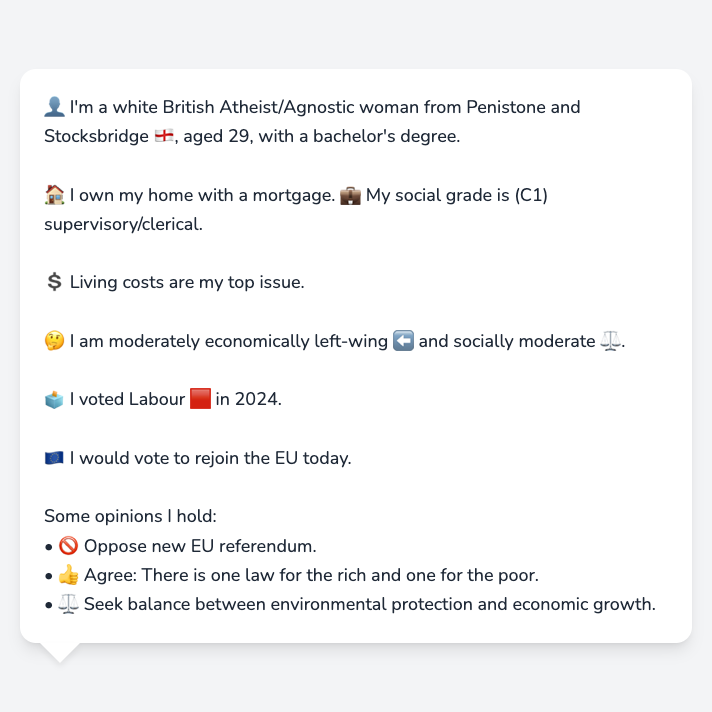 👤 I'm a white British Atheist/Agnostic woman from Penistone and
Stocksbridge 🏴󠁧󠁢󠁥󠁮󠁧󠁿, aged 29, with a bachelor's degree.
🏠 I own my home with a mortgage. 💼 My social grade is (C1)
supervisory/clerical.
💲 Living costs are my top issue.
🤔 I am moderately economically left-wing ⬅️ and socially moderate ⚖️.
🗳️ I voted Labour 🟥 in 2024.
🇪🇺 I would vote to rejoin the EU today.
Some opinions I hold:
• 🚫 Oppose new EU referendum.
• 👍 Agree: There is one law for the rich and one for the poor.
• ⚖️ Seek balance between environmental protection and economic growth.